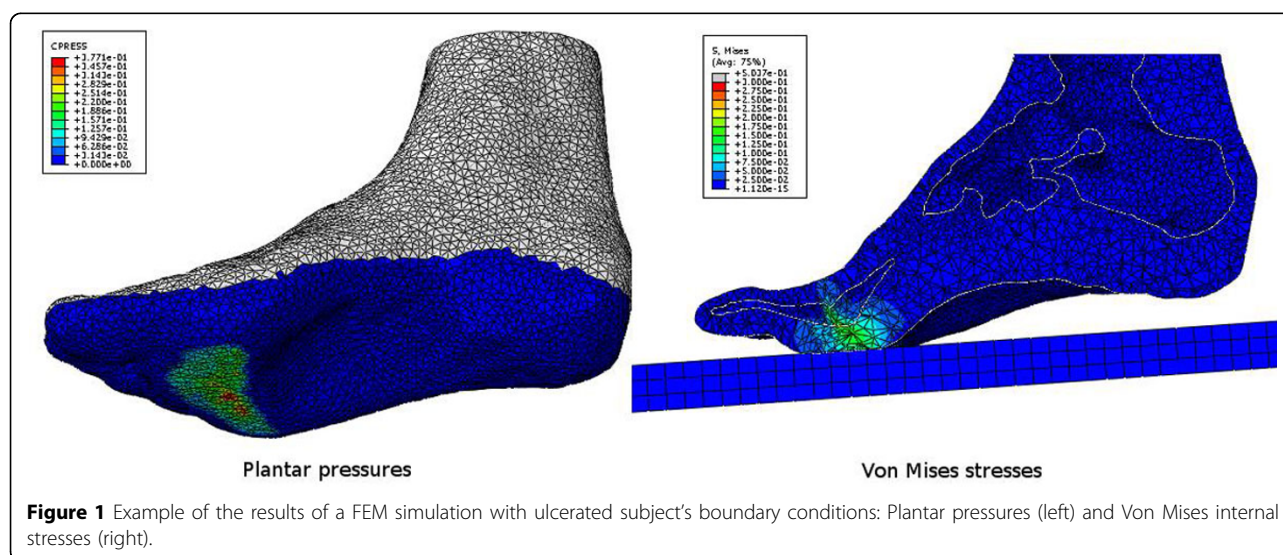 CPRESS
+3.771e-01
+3.457e-01
+3.143e-01
+2.829e-01
+2.514e-01
+2.200e-01
+1.886e-01
+1.571e-01
+1.257e-01
+9.429e-02
+6.286e-02
+3.143e-02
+0.000e+00
S, Mises
(Avg: 75%)
+5.037e-01
+3.000e-01
+2.750e-01
+2.500e-01
+2.250e-01
+2.000e-01
+1.750e-01
+1.500e-01
+1.250e-01
+1.000e-01
+7.500e-02
+5.000e-02
+2.500e-02
+1.120e-15
Plantar pressures
Von Mises stresses
Figure 1 Example of the results of a FEM simulation with ulcerated subject's boundary conditions: Plantar pressures (left) and Von Mises internal
stresses (right).